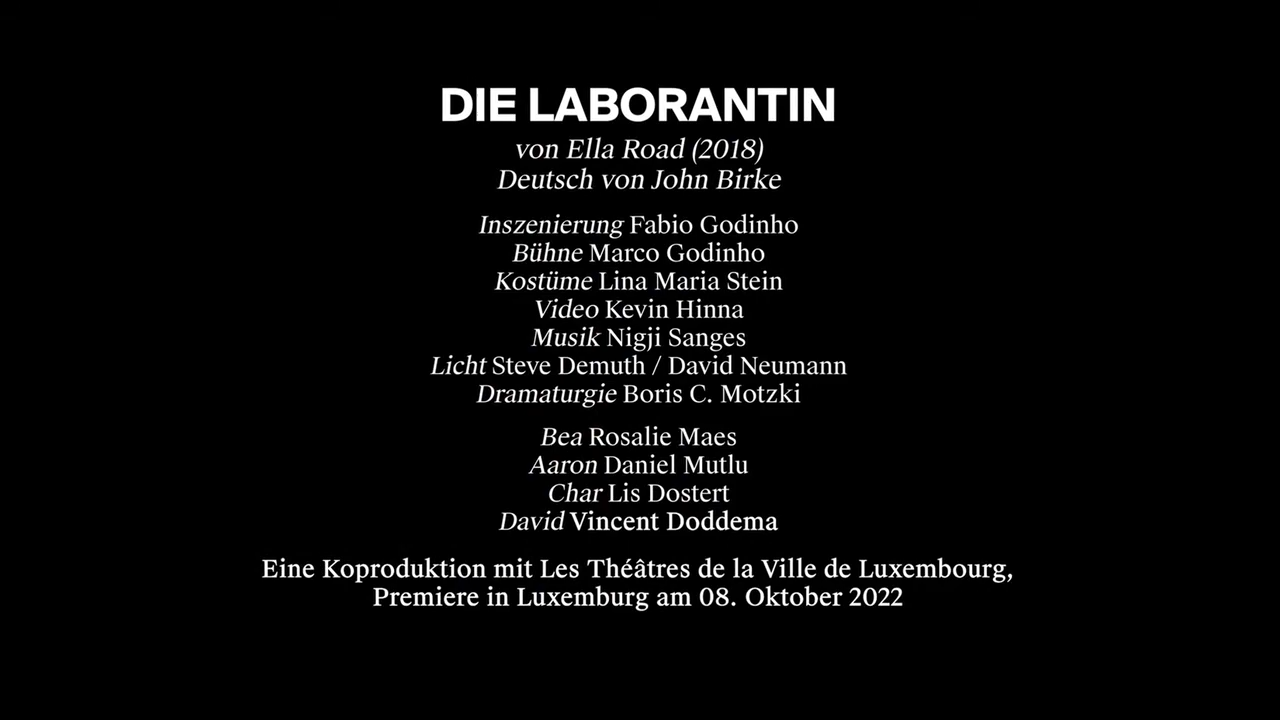 DIE LABORANTIN
von Ella Road (2018)
Deutsch von John Birke
Inszenierung Fabio Godinho
Bühne Marco Godinho
Kostüme Lina Maria Stein
Video Kevin Hinna
Musik Nigji Sanges
Licht Steve Demuth / David Neumann
Dramaturgie Boris C. Motzki
Bea Rosalie Maes
Aaron Daniel Mutlu
Char Lis Dostert
David Vincent Doddema
Eine Koproduktion mit Les Théâtres de la Ville de Luxembourg,
Premiere in Luxemburg am 08. Oktober 2022